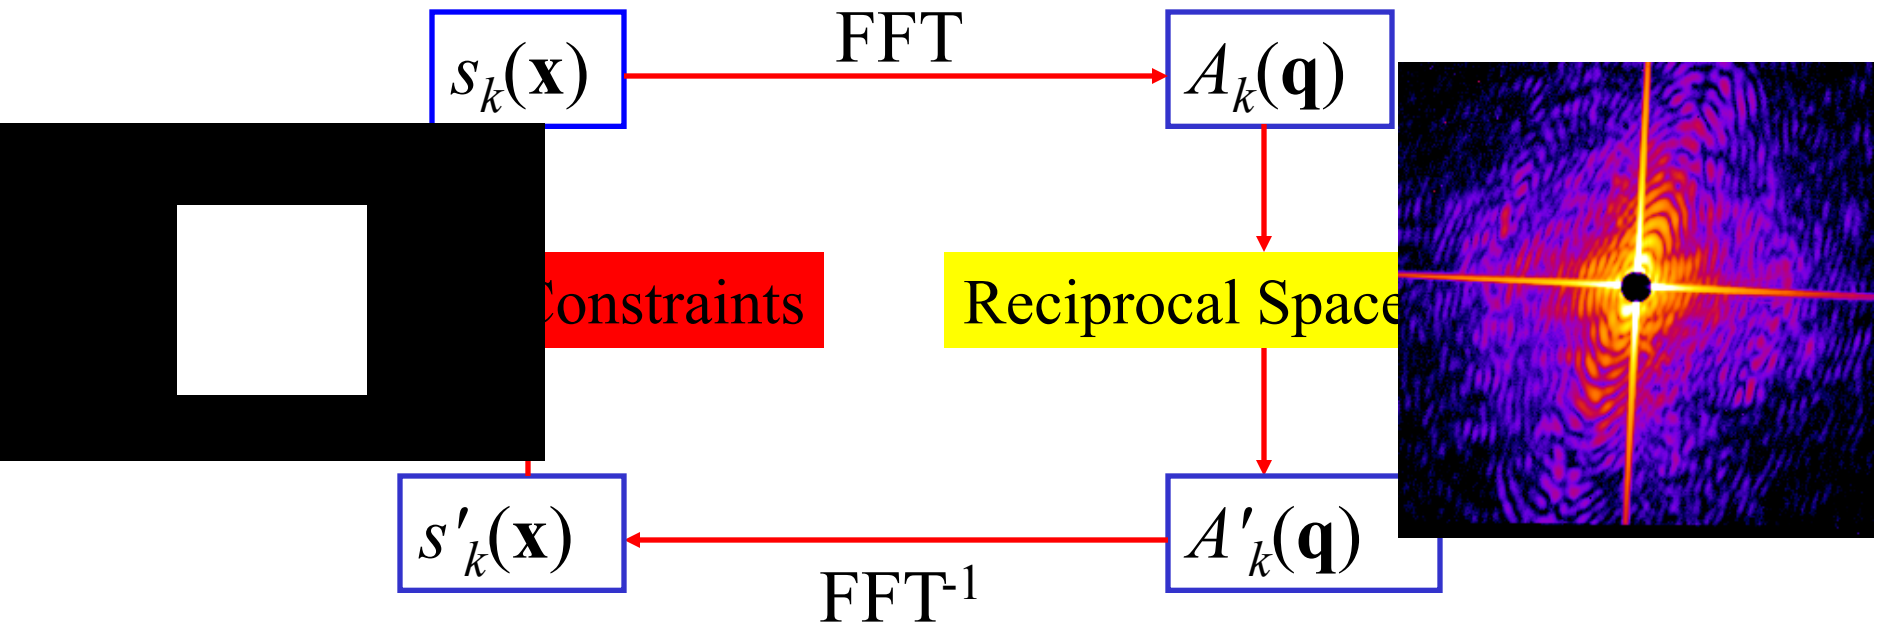 FFT
sₖ(x)
Aₖ(q)
Constraints
Reciprocal Space
s′ₖ(x)
A′ₖ(q)
FFT⁻¹